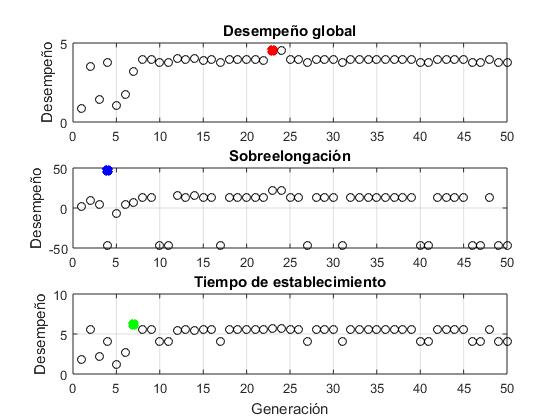 Desempeño global
5
0
Desempeño
0 5 10 15 20 25 30 35 40 45 50
Sobreelongación
50
0
-50
Desempeño
0 5 10 15 20 25 30 35 40 45 50
Tiempo de establecimiento
10
5
0
Desempeño
0 5 10 15 20 25 30 35 40 45 50
Generación